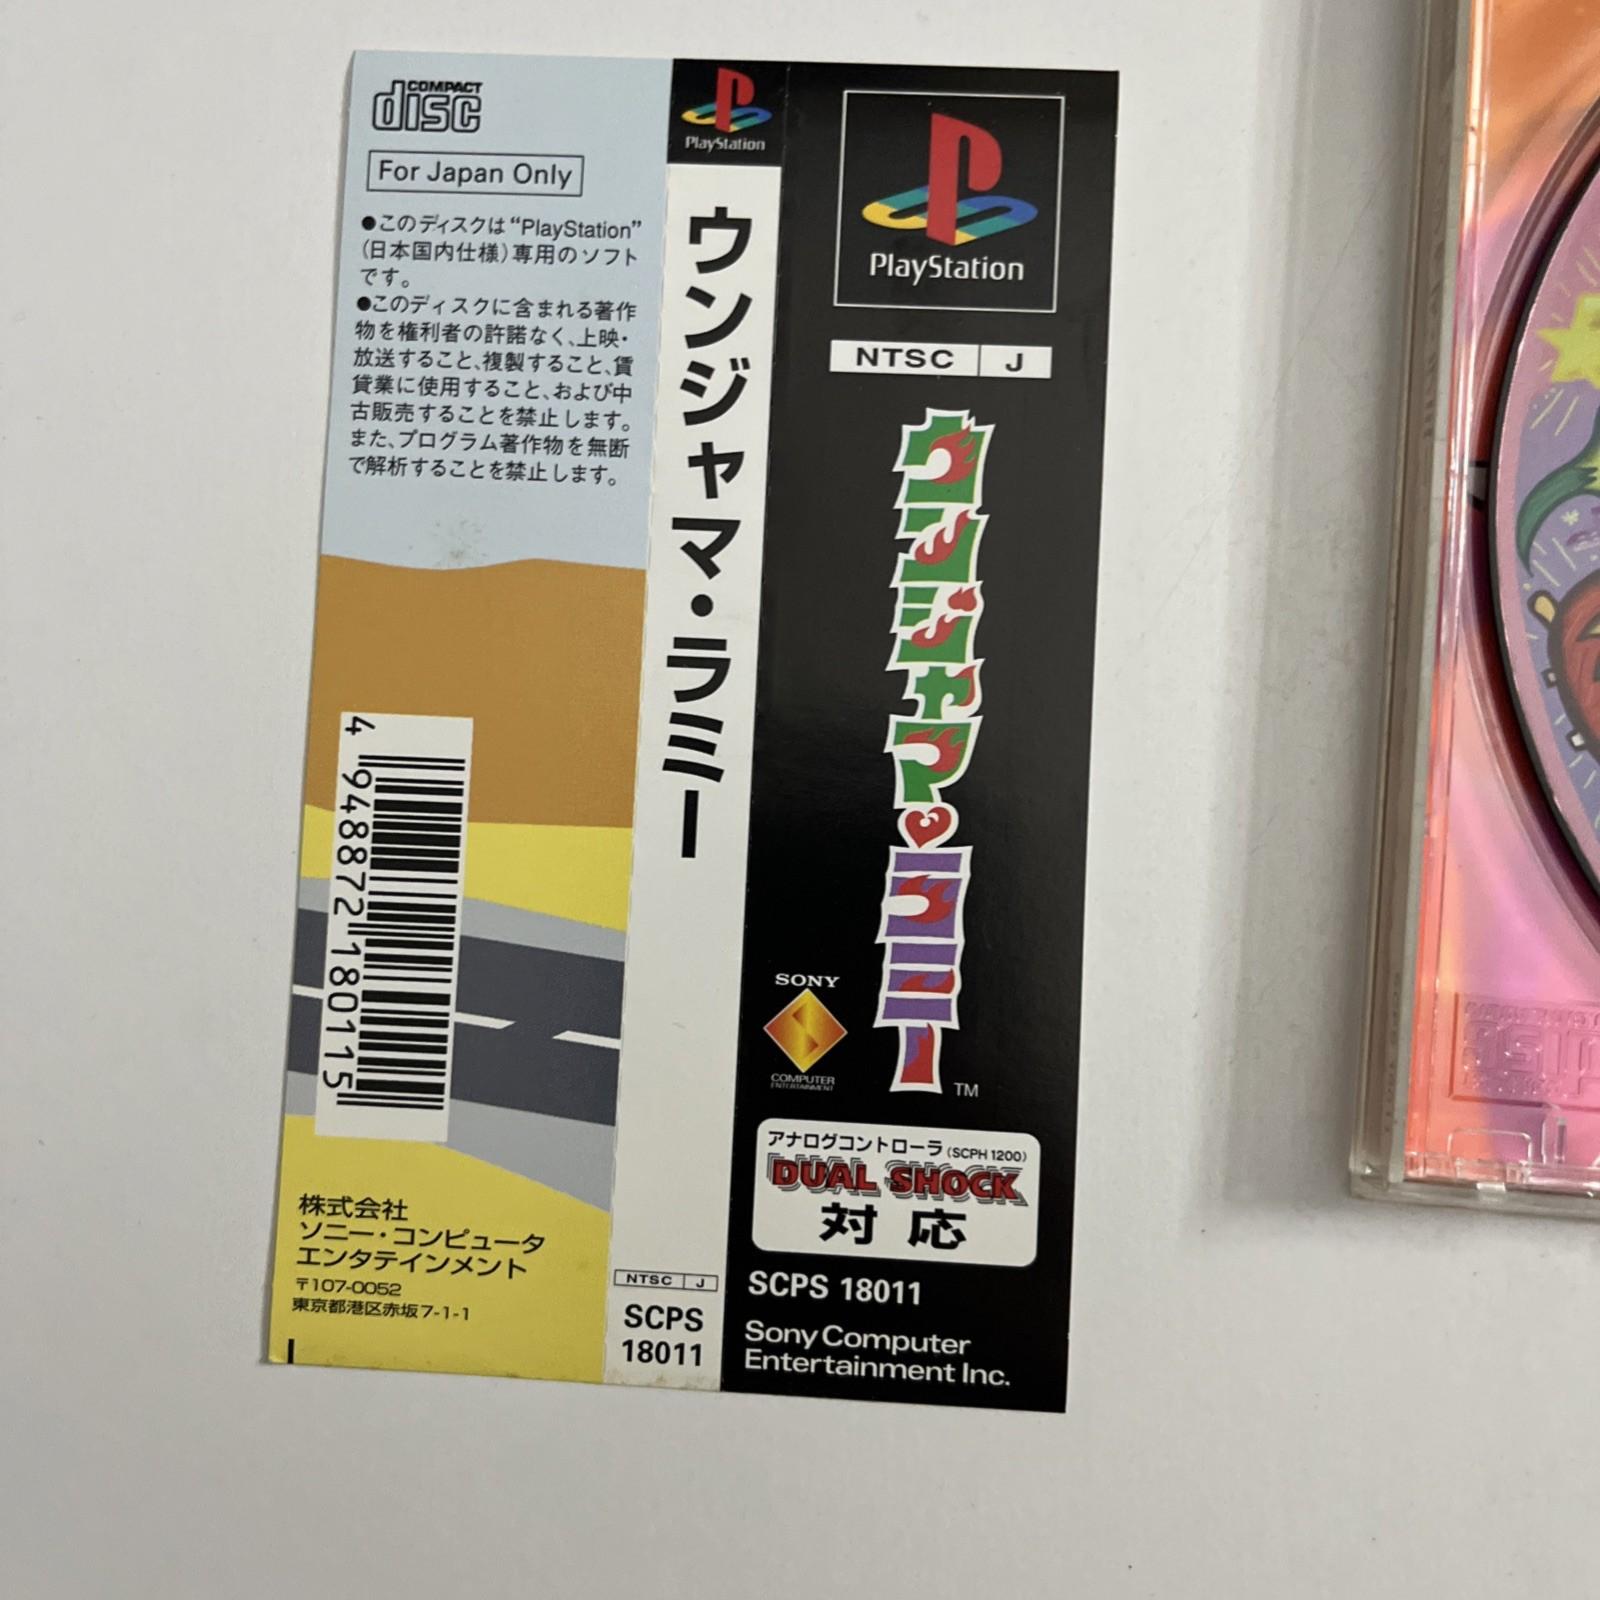 COMPACT
disc
For Japan Only
●このディスクは“PlayStation”
(日本国内仕様)専用のソフト
です。
●このディスクに含まれる著作
物を権利者の許諾なく、上映・
放送すること、複製すること、賃
貸業に使用すること、および中
古販売することを禁止します。
また、プログラム著作物を無断
で解析することを禁止します。
4 948872 180115
株式会社
ソニー・コンピュータ
エンタテインメント
〒107-0052
東京都港区赤坂7-1-1
PlayStation
ウンジャマ・ラミー
NTSC J
SCPS
18011
PlayStation
NTSC J
ウンジャマ♥ラミー
TM
SONY
COMPUTER
ENTERTAINMENT
アナログコントローラ(SCPH 1200)
DUAL SHOCK
対応
SCPS 18011
Sony Computer
Entertainment Inc.